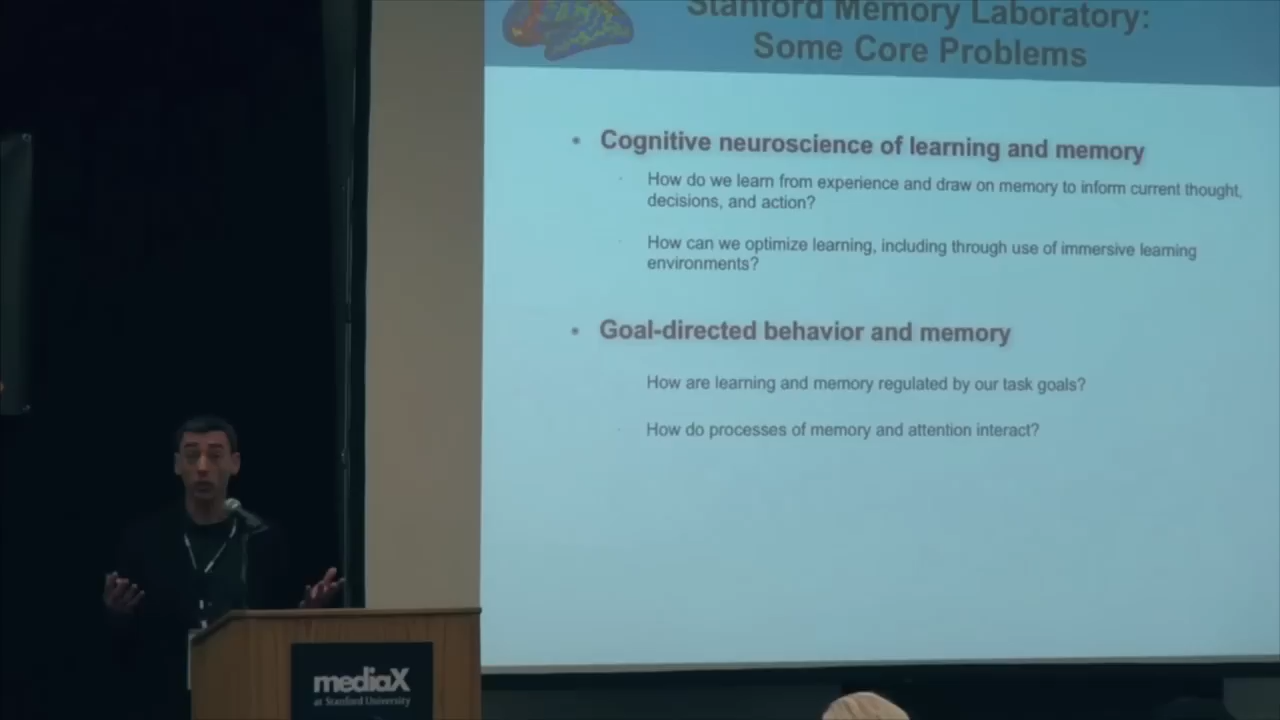 Stanford Memory Laboratory:
Some Core Problems
• Cognitive neuroscience of learning and memory
How do we learn from experience and draw on memory to inform current thought,
decisions, and action?
How can we optimize learning, including through use of immersive learning
environments?
• Goal-directed behavior and memory
How are learning and memory regulated by our task goals?
How do processes of memory and attention interact?
mediaX
at Stanford University